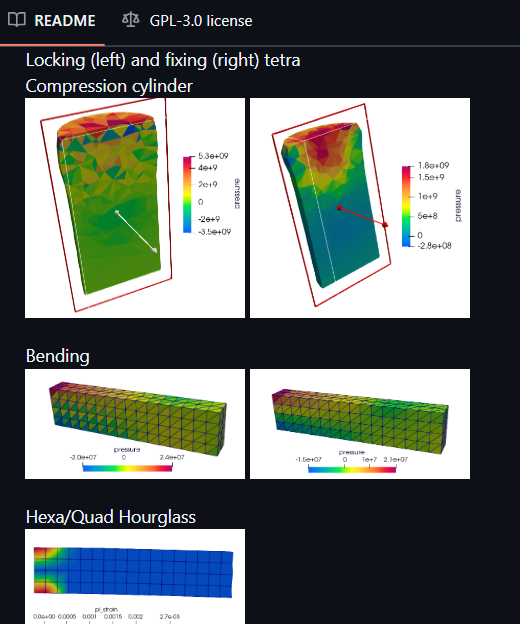 README GPL-3.0 license
Locking (left) and fixing (right) tetra
Compression cylinder
5.3e+09
4e+9
2e+9
0
-2e+9
-3.5e+09
pressure
1.8e+09
1.5e+9
1e+9
5e+8
0
-2.8e+08
pressure
Bending
pressure
-2.0e+07 0 2.4e+07
pressure
-1.5e+07 0 1e+7 2.1e+07
Hexa/Quad Hourglass
pl_strain
0.0e+00 0.0005 0.001 0.0015 0.002 2.7e-03